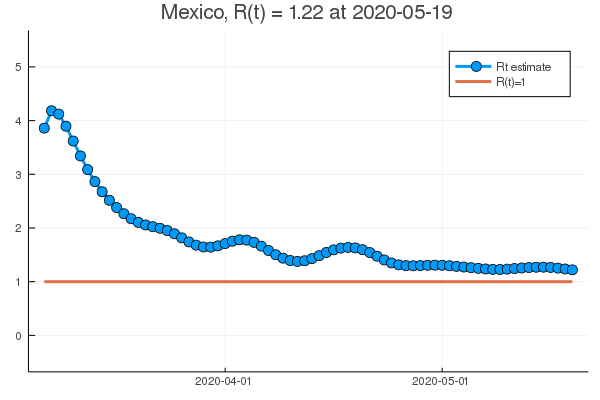 Mexico, R(t) = 1.22 at 2020-05-19
5
4
3
2
1
0
Rt estimate
R(t)=1
2020-04-01
2020-05-01